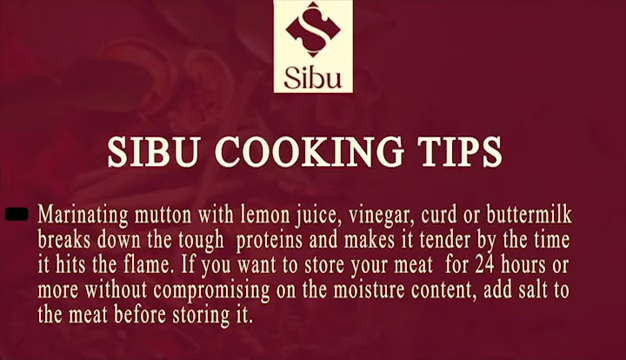 Sibu
SIBU COOKING TIPS
Marinating mutton with lemon juice, vinegar, curd or buttermilk
breaks down the tough proteins and makes it tender by the time
it hits the flame. If you want to store your meat for 24 hours or
more without compromising on the moisture content, add salt to
the meat before storing it.